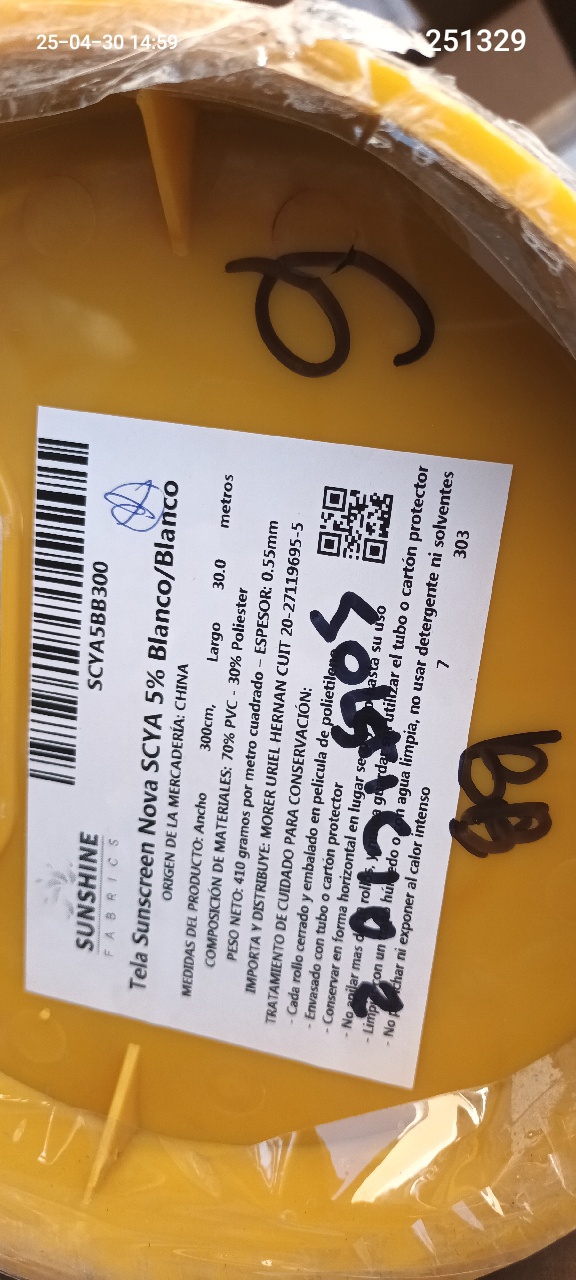 25-04-30 14:59
251329
SCYA5BB300
SUNSHINE
FABRICS
Tela Sunscreen Nova SCYA 5% Blanco/Blanco
ORIGEN DE LA MERCADERÍA: CHINA
MEDIDAS DEL PRODUCTO: Ancho 300cm, Largo 30.0 metros
COMPOSICIÓN DE MATERIALES: 70% PVC - 30% Poliester
PESO NETO: 410 gramos por metro cuadrado – ESPESOR: 0.55mm
IMPORTA Y DISTRIBUYE: MORER URIEL HERNAN CUIT 20-27119695-5
TRATAMIENTO DE CUIDADO PARA CONSERVACIÓN:
- Cada rollo cerrado y embalado en película de polietileno
- Envasado con tubo o cartón protector
- Conservar en forma horizontal en lugar hasta su uso
- No apilar mas de rollos, utilizar el tubo o cartón protector
- Limpiar con un húmedo o agua limpia, no usar detergente ni solventes
- No ni exponer al calor intenso 7 303
BB